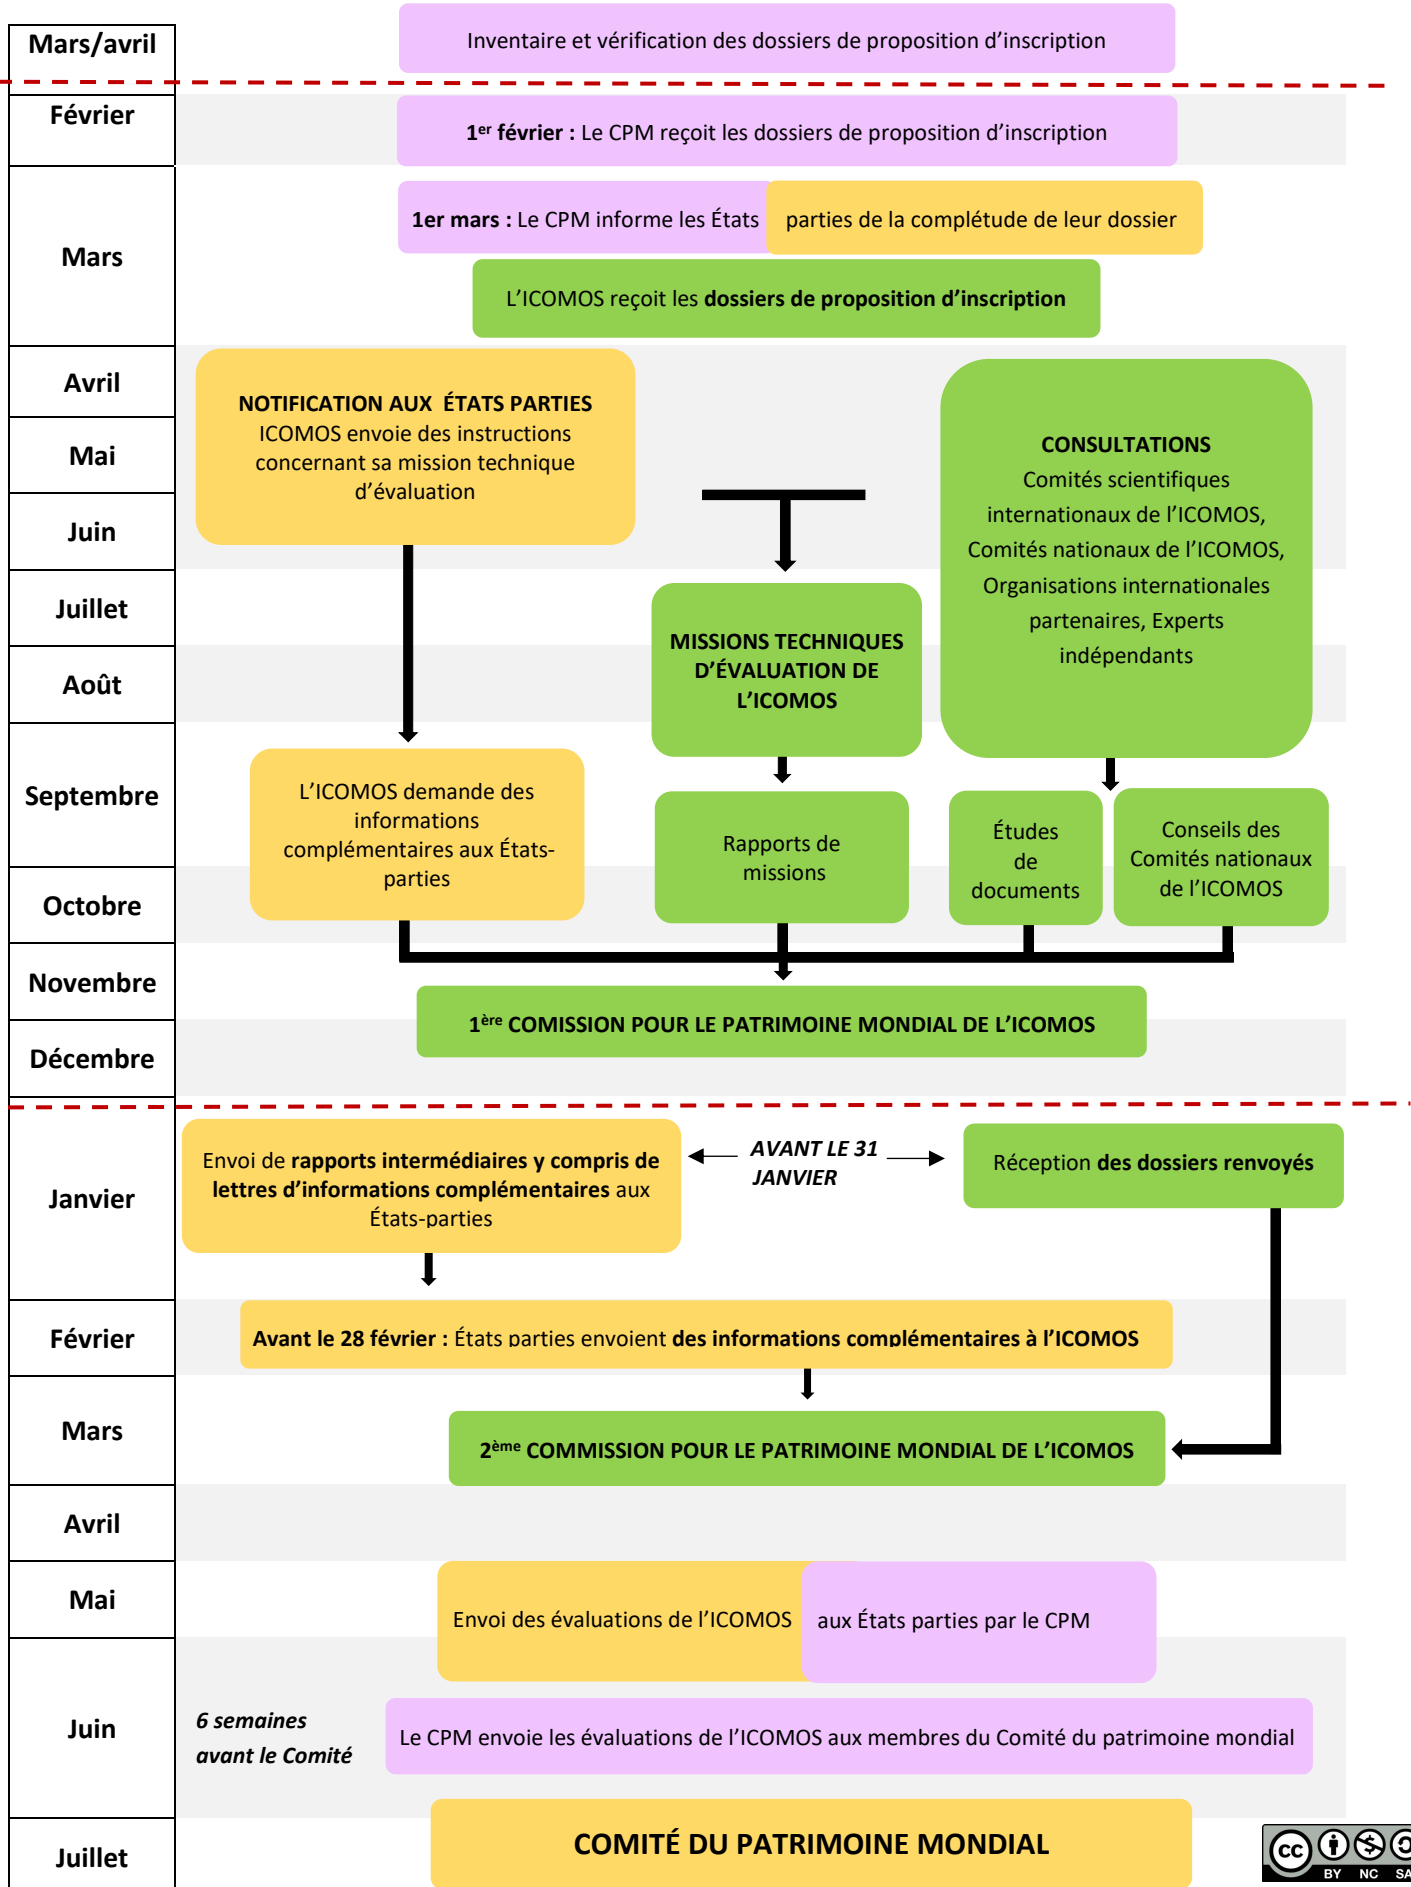 Mars/avril
Inventaire et vérification des dossiers de proposition d'inscription
Février
1er février : Le CPM reçoit les dossiers de proposition d'inscription
Mars
1er mars : Le CPM informe les États parties de la complétude de leur dossier
L'ICOMOS reçoit les dossiers de proposition d'inscription
Avril
Mai
Juin
Juillet
Août
NOTIFICATION AUX ÉTATS PARTIES
ICOMOS envoie des instructions
concernant sa mission technique
d'évaluation
CONSULTATIONS
Comités scientifiques
internationaux de l'ICOMOS,
Comités nationaux de l'ICOMOS,
Organisations internationales
partenaires, Experts
indépendants
MISSIONS TECHNIQUES
D'ÉVALUATION DE
L'ICOMOS
Septembre
Octobre
L'ICOMOS demande des
informations
complémentaires aux États-
parties
Rapports de
missions
Études
de
documents
Conseils des
Comités nationaux
de l'ICOMOS
Novembre
Décembre
1ère COMISSION POUR LE PATRIMOINE MONDIAL DE L'ICOMOS
Janvier
Envoi de rapports intermédiaires y compris de
lettres d'informations complémentaires aux
États-parties
AVANT LE 31
JANVIER
Réception des dossiers renvoyés
Février
Avant le 28 février : États parties envoient des informations complémentaires à l'ICOMOS
Mars
2ème COMMISSION POUR LE PATRIMOINE MONDIAL DE L'ICOMOS
Avril
Mai
Envoi des évaluations de l'ICOMOS aux États parties par le CPM
Juin
6 semaines
avant le Comité
Le CPM envoie les évaluations de l'ICOMOS aux membres du Comité du patrimoine mondial
Juillet
COMITÉ DU PATRIMOINE MONDIAL
cc
BY NC SA